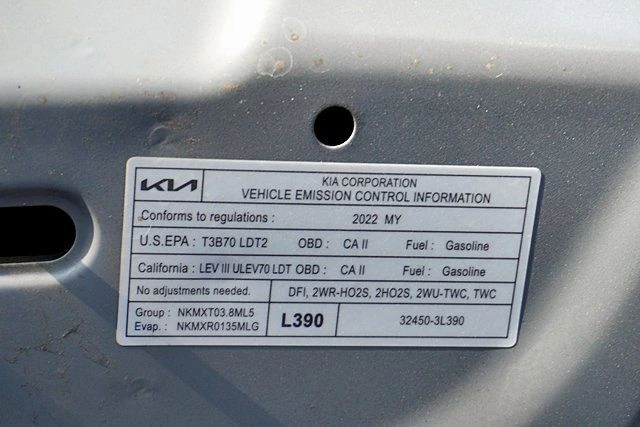 KIA
KIA CORPORATION
VEHICLE EMISSION CONTROL INFORMATION
Conforms to regulations : 2022 MY
U.S.EPA : T3B70 LDT2 OBD : CA II Fuel : Gasoline
California : LEV III ULEV70 LDT OBD : CA II Fuel : Gasoline
No adjustments needed. DFI, 2WR-HO2S, 2HO2S, 2WU-TWC, TWC
Group : NKMXT03.8ML5
Evap. : NKMXR0135MLG
L390
32450-3L390